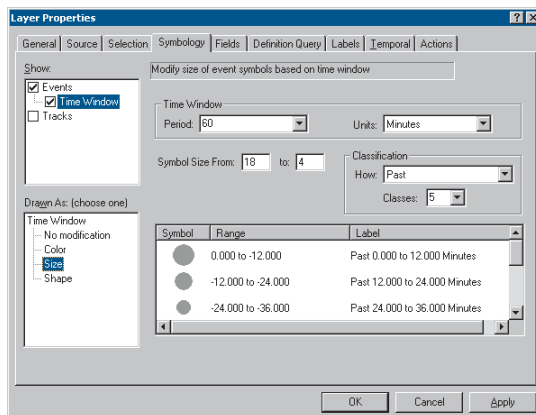 Layer Properties
General Source Selection Symbology Fields Definition Query Labels Temporal Actions
Show:
Events
Time Window
Tracks
Drawn As: (choose one)
Time Window
No modification
Color
Size
Shape
Modify size of event symbols based on time window
Time Window
Period: 60 Units: Minutes
Symbol Size From: 18 to: 4
Classification
How: Past
Classes: 5
Symbol Range Label
0.000 to -12.000 Past 0.000 to 12.000 Minutes
-12.000 to -24.000 Past 12.000 to 24.000 Minutes
-24.000 to -36.000 Past 24.000 to 36.000 Minutes
OK Cancel Apply